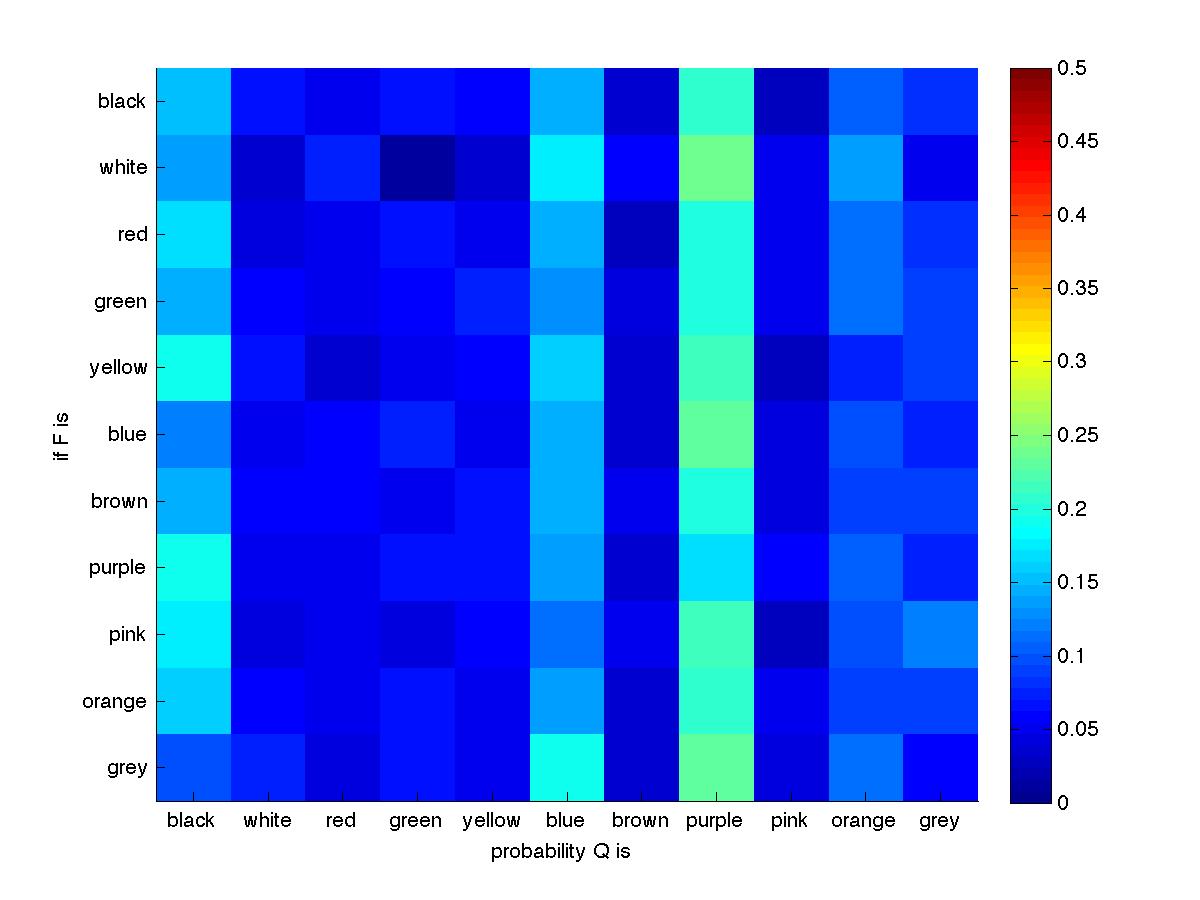 if F is
black
white
red
green
yellow
blue
brown
purple
pink
orange
grey
black white red green yellow blue brown purple pink orange grey
probability Q is
0.5
0.45
0.4
0.35
0.3
0.25
0.2
0.15
0.1
0.05
0